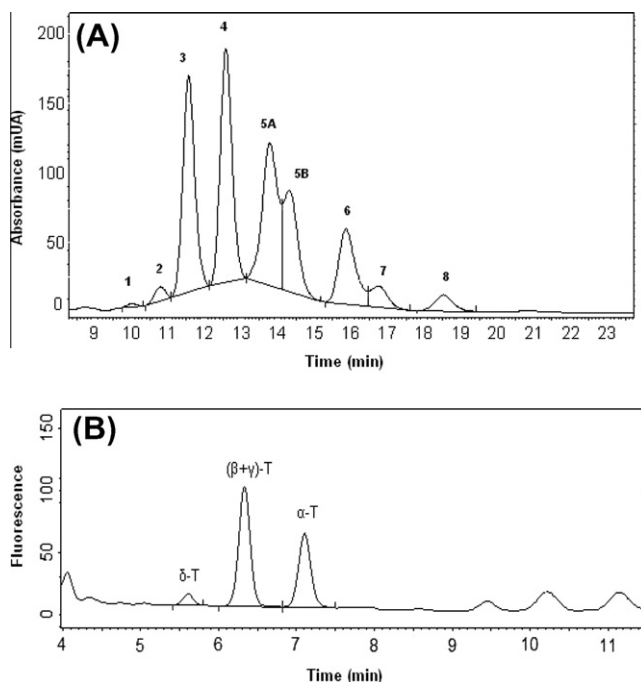 (A)
200
150
100
50
0
Absorbance (mUA)
1
2
3
4
5A
5B
6
7
8
9 10 11 12 13 14 15 16 17 18 19 20 21 22 23
Time (min)
(B)
150
100
50
0
Fluorescence
δ-T
(β+γ)-T
α-T
4 5 6 7 8 9 10 11
Time (min)